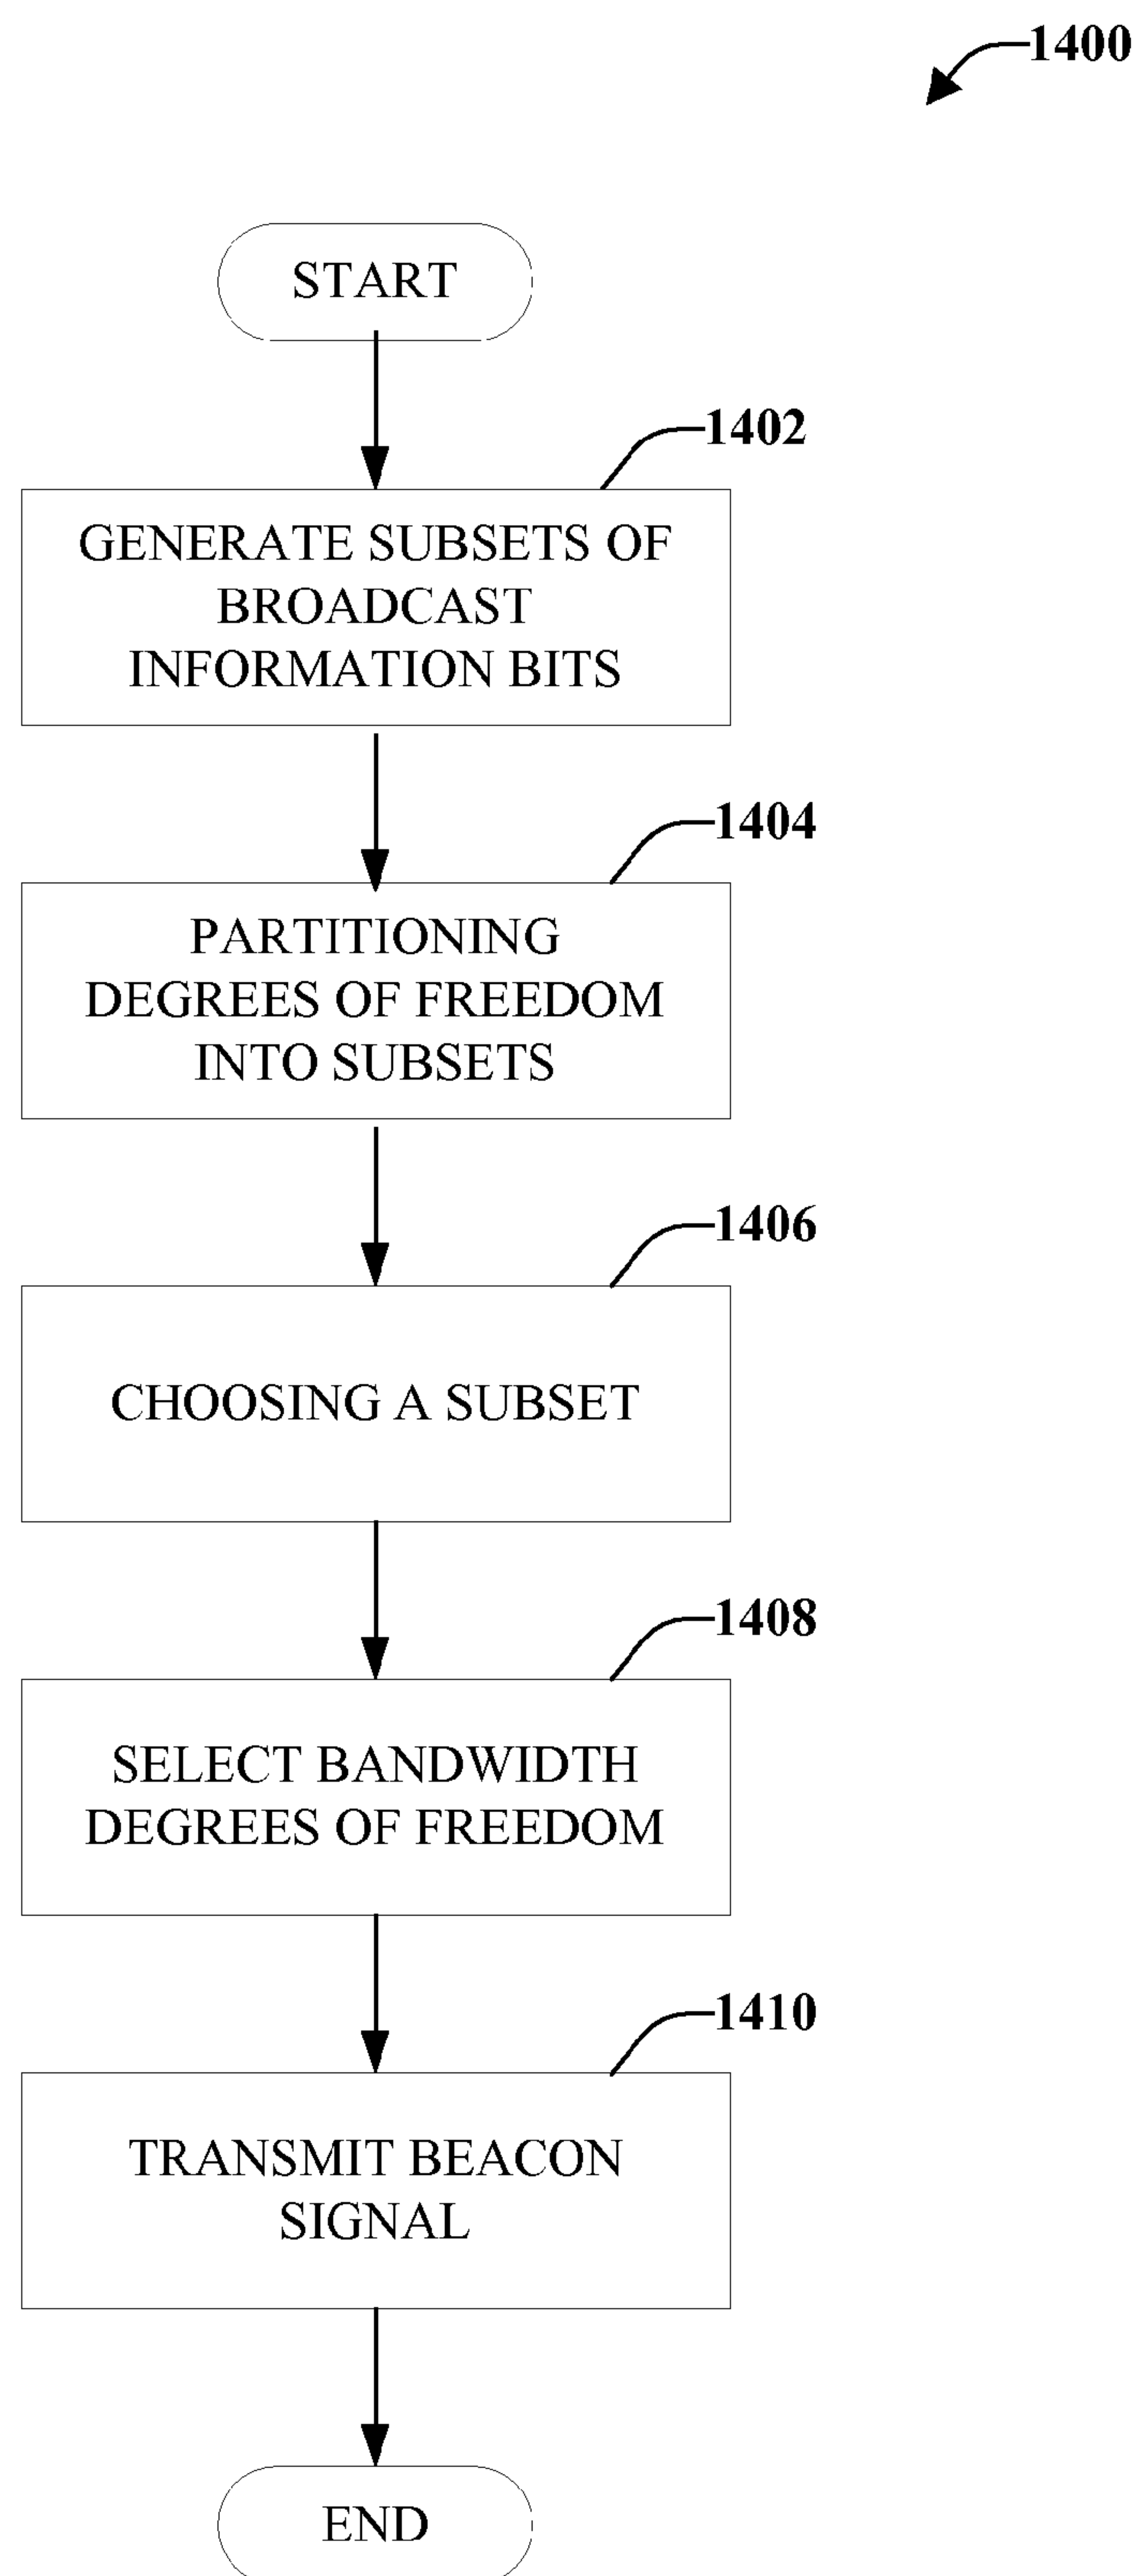 1400
START
1402
GENERATE SUBSETS OF
BROADCAST
INFORMATION BITS
1404
PARTITIONING
DEGREES OF FREEDOM
INTO SUBSETS
1406
CHOOSING A SUBSET
1408
SELECT BANDWIDTH
DEGREES OF FREEDOM
1410
TRANSMIT BEACON
SIGNAL
END